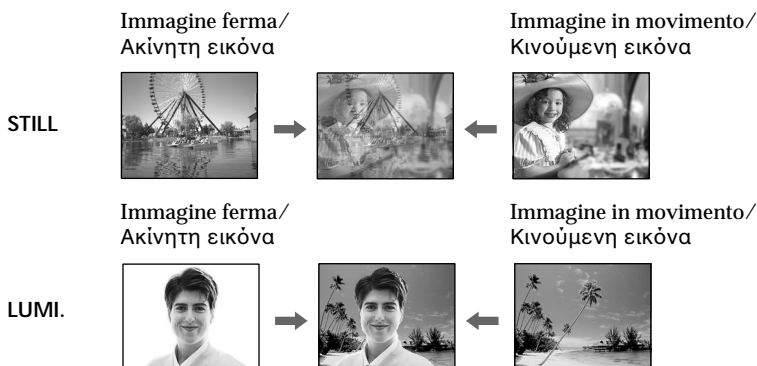 Immagine ferma/
Ακίνητη εικόνα
Immagine in movimento/
Κινούμενη εικόνα
STILL
Immagine ferma/
Ακίνητη εικόνα
Immagine in movimento/
Κινούμενη εικόνα
LUMI.